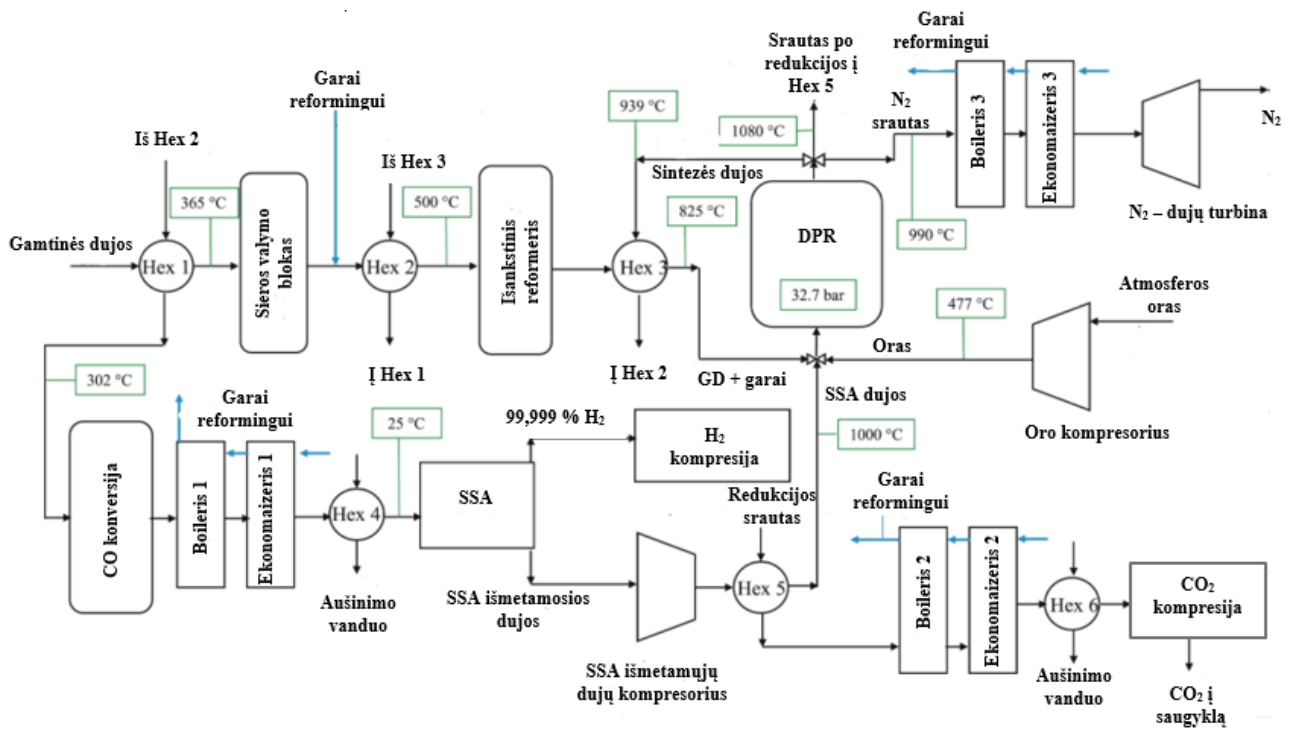 Garai
reformingui
Srautas po
redukcijos į
Hex 5
Garai
reformingui
Iš Hex 2
Iš Hex 3
939 °C
1080 °C
N₂
srautas
Boileris 3
Ekonomaizeris 3
N₂
N₂ – dujų turbina
365 °C
500 °C
Sintezės dujos
825 °C
990 °C
Gamtinės dujos
Hex 1
Sieros valymo
blokas
Hex 2
Išankstinis
reformeris
Hex 3
DPR
32.7 bar
477 °C
Atmosferos
oras
Oras
Į Hex 1
Į Hex 2
GD + garai
SSA dujos
Oro kompresorius
302 °C
Garai
reformingui
25 °C
99,999 % H₂
H₂
kompresija
1000 °C
CO konversija
Boileris 1
Ekonomaizeris 1
Hex 4
SSA
Redukcijos
srautas
Garai
reformingui
Aušinimo
vanduo
SSA išmetamosios
dujos
Hex 5
Boileris 2
Ekonomaizeris 2
Hex 6
CO₂
kompresija
SSA išmetamųjų
dujų kompresorius
Aušinimo
vanduo
CO₂ į
saugyklą